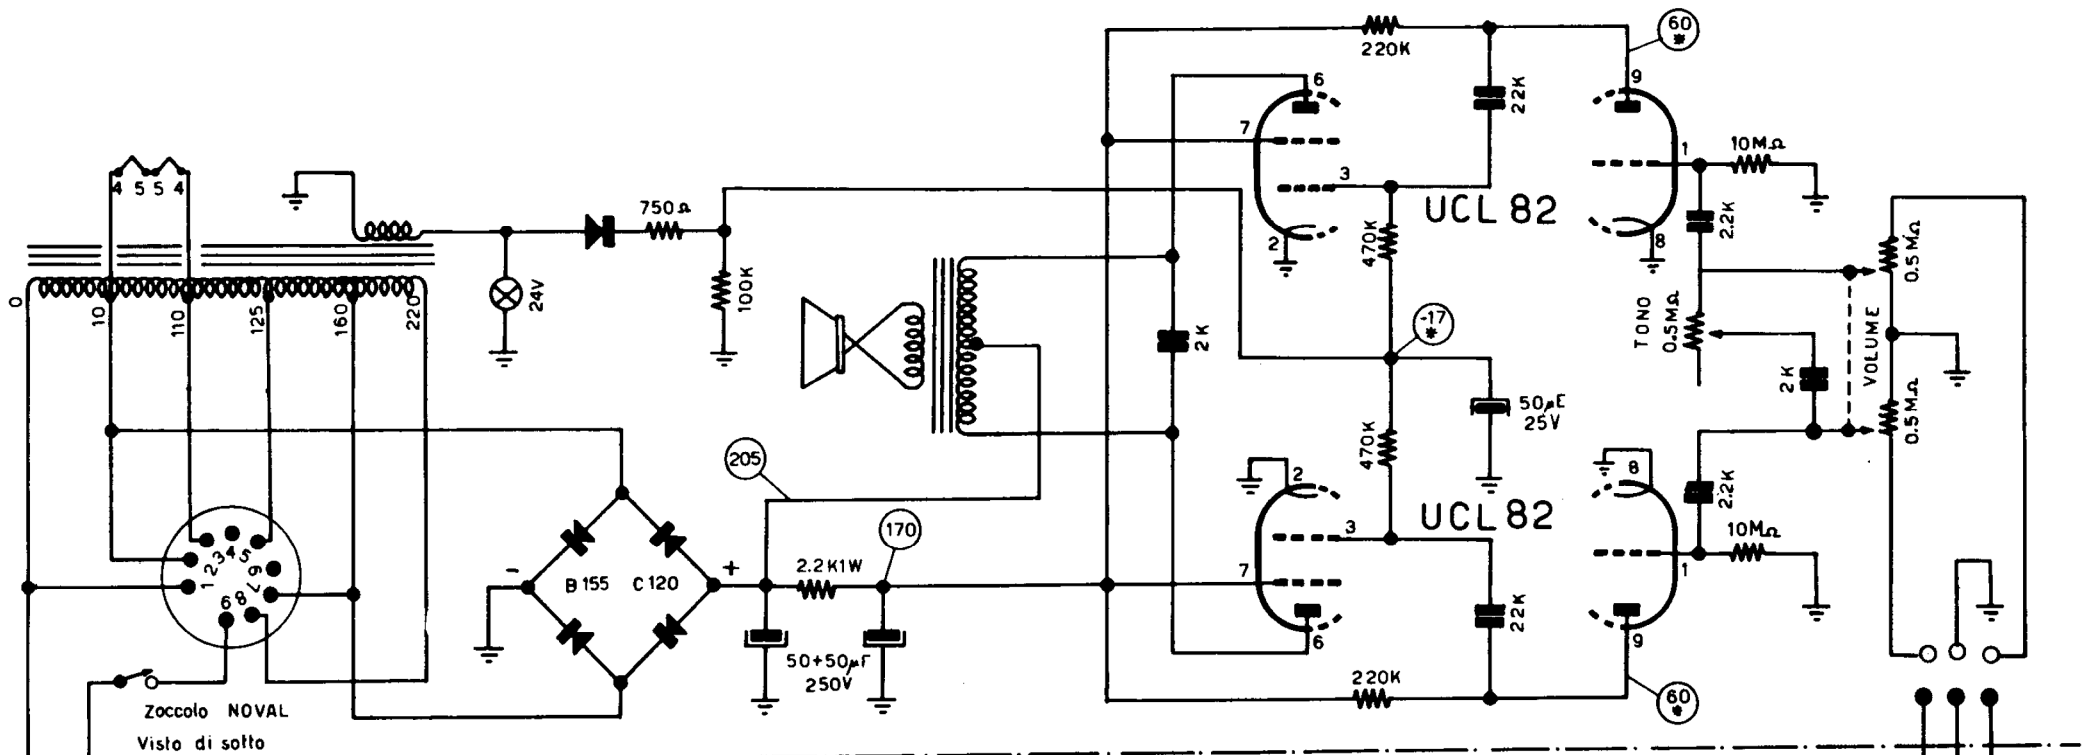 220K
60
*
6
9
22K
7
1
10MΩ
3
UCL 82
2.2K
4 5 5 4
750Ω
2
8
470K
0.5MΩ
0
10
110
125
160
220
24V
100K
-17
*
TONO
0.5MΩ
2K
VOLUME
2K
0.5MΩ
50µF
25V
205
470K
2
8
2.2K
170
3
UCL 82
10MΩ
1 2 3 4 5 6 7 8 9
-
B 155
C 120
+
2.2K1W
7
1
22K
6
9
50+50µF
250V
220K
60
*
Zoccolo NOVAL
Visto di sotto